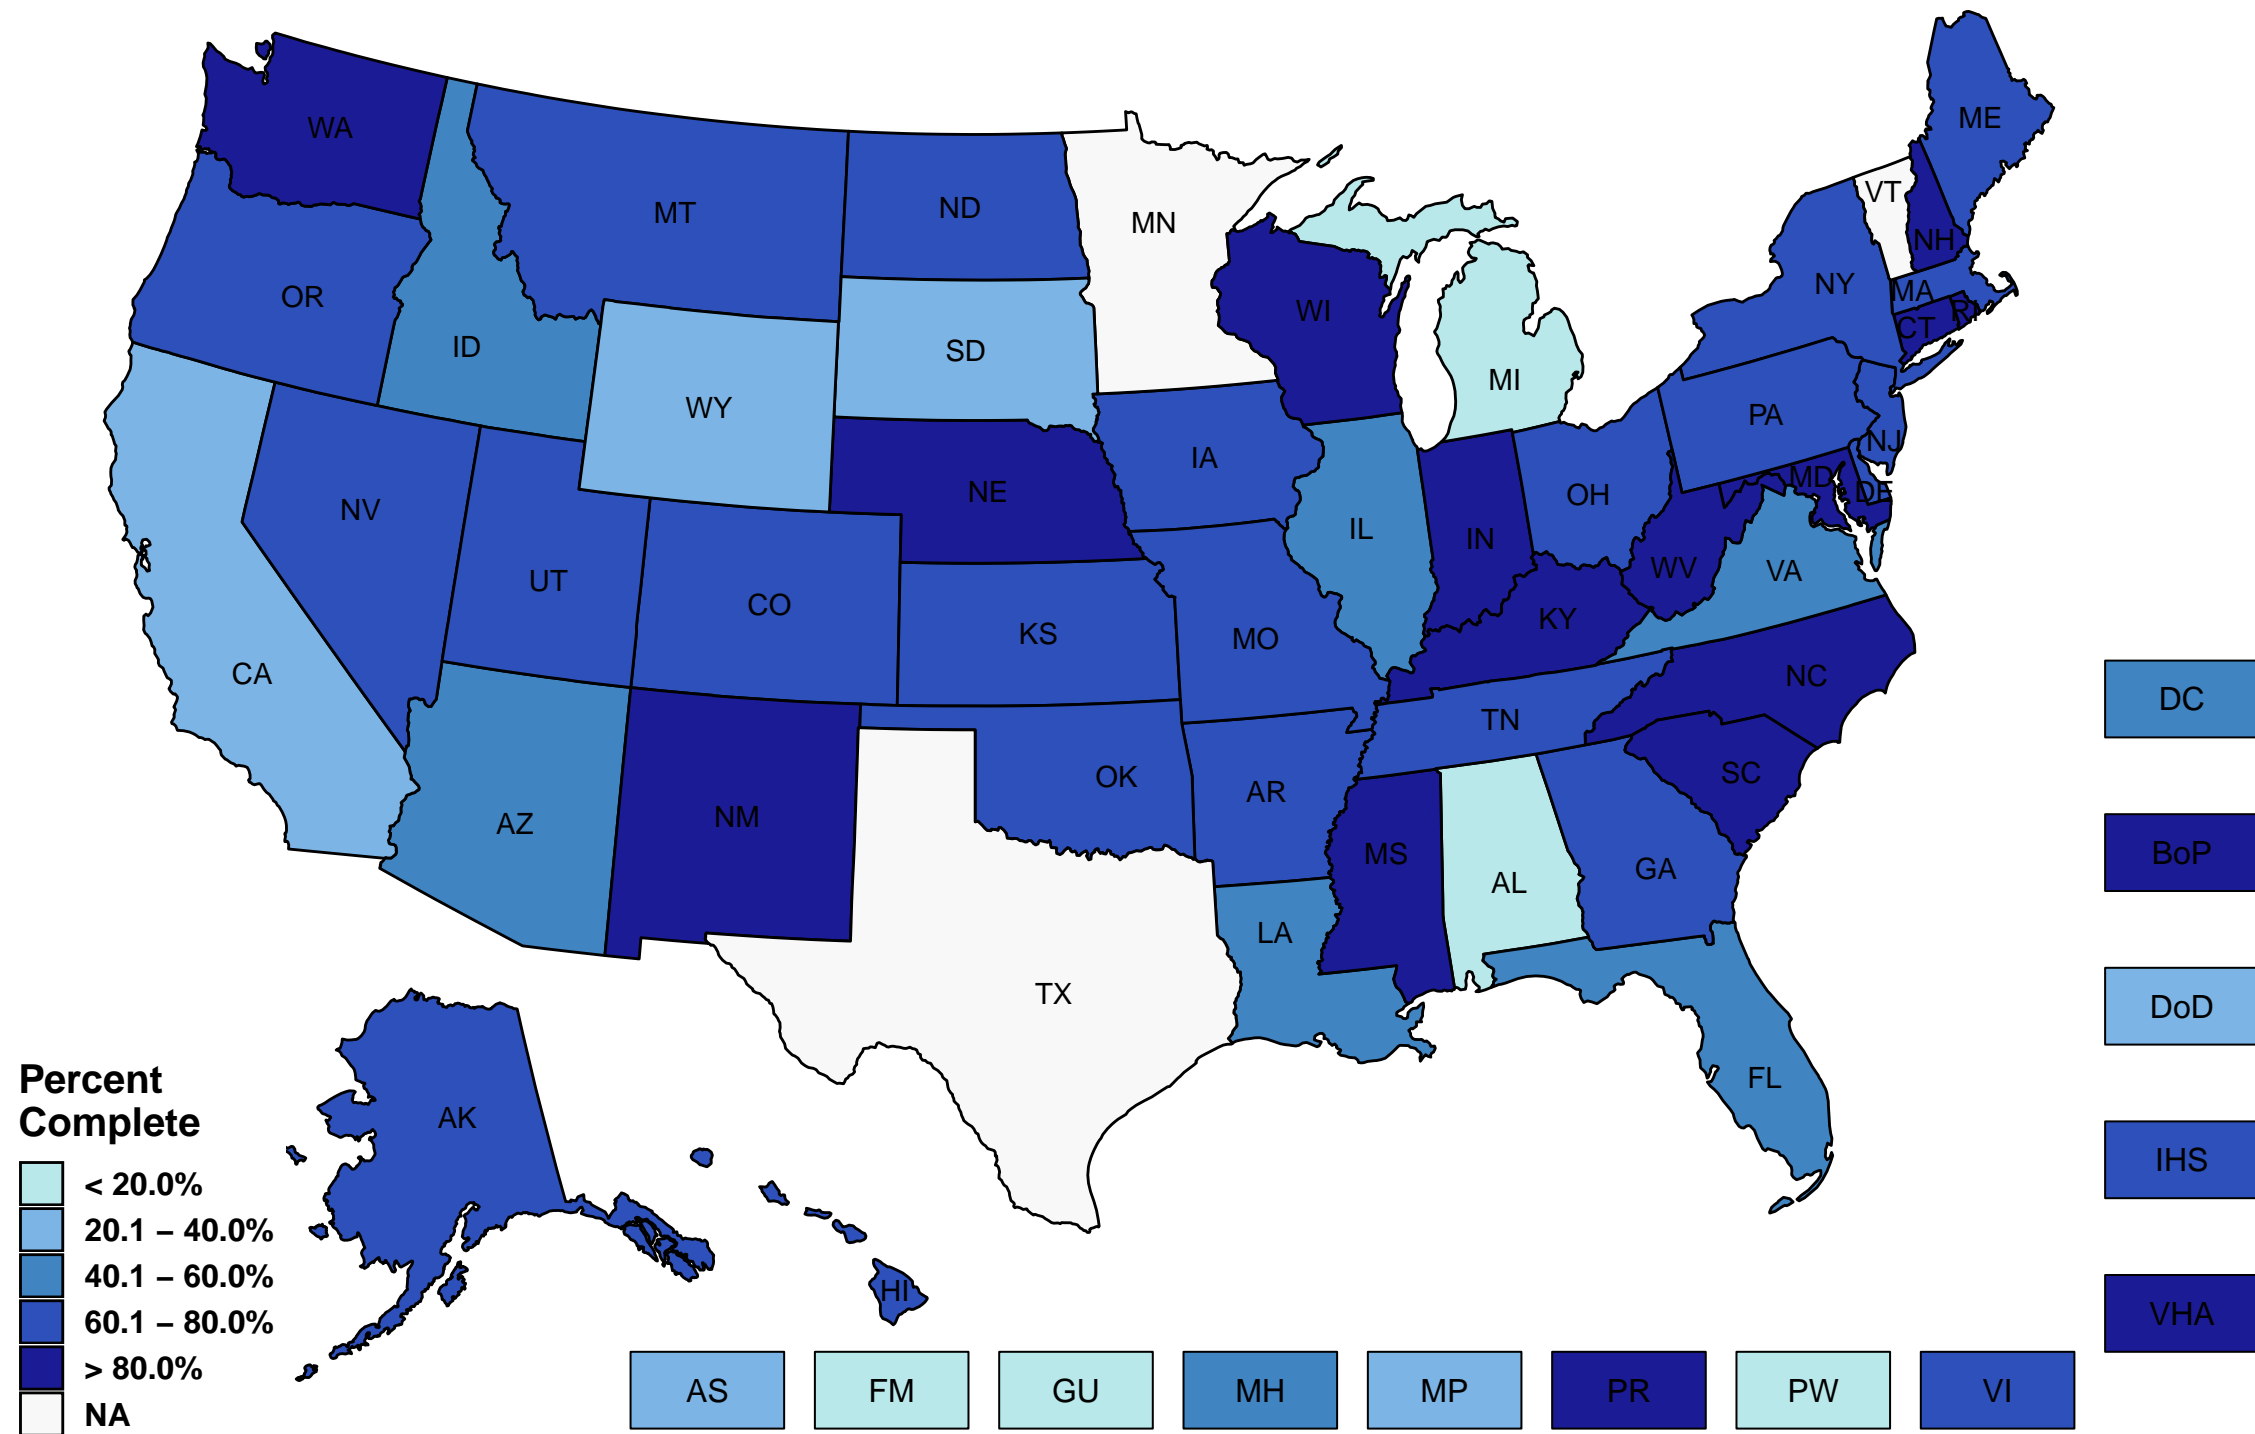 ME
WA
VT
MT
ND
MN
NH
OR
NY
MA
WI
RI
CT
ID
SD
MI
WY
PA
NJ
IA
MD
NE
DE
OH
NV
IL
IN
WV
VA
UT
CO
KY
KS
MO
CA
NC
DC
TN
SC
OK
AR
AZ
NM
MS
BoP
GA
AL
LA
TX
DoD
FL
Percent
Complete
AK
IHS
< 20.0%
20.1 – 40.0%
40.1 – 60.0%
HI
60.1 – 80.0%
VHA
> 80.0%
AS
FM
GU
MH
MP
PR
PW
VI
NA